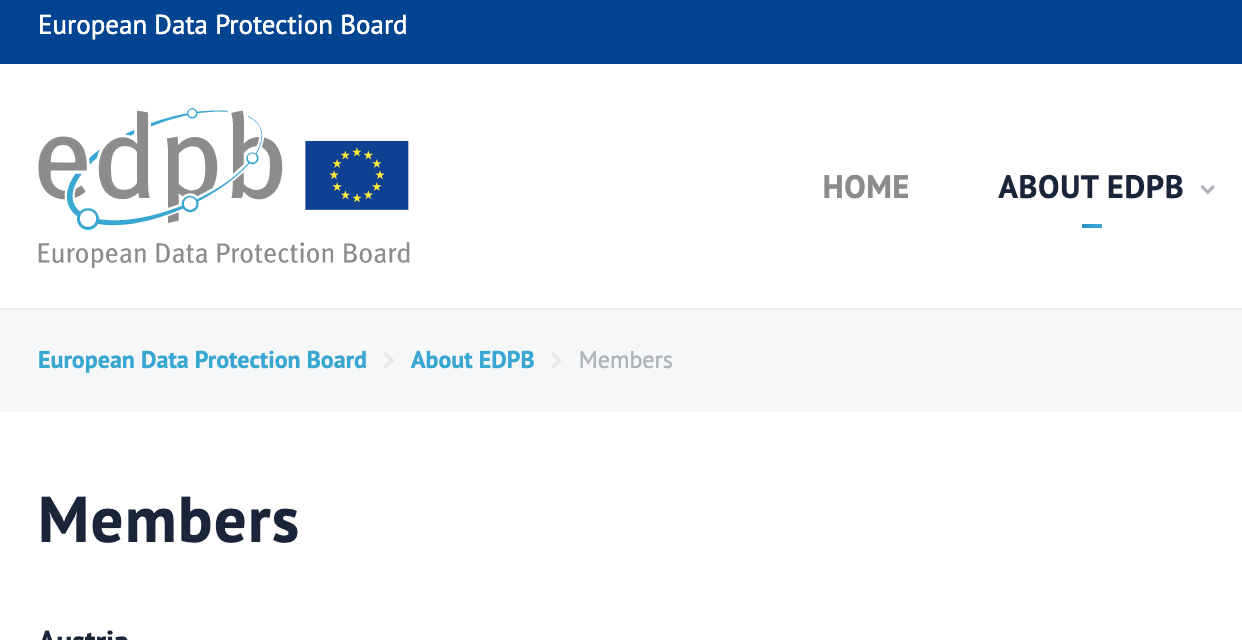 European Data Protection Board
edpb
European Data Protection Board
HOME ABOUT EDPB
European Data Protection Board About EDPB Members
Members
Austria